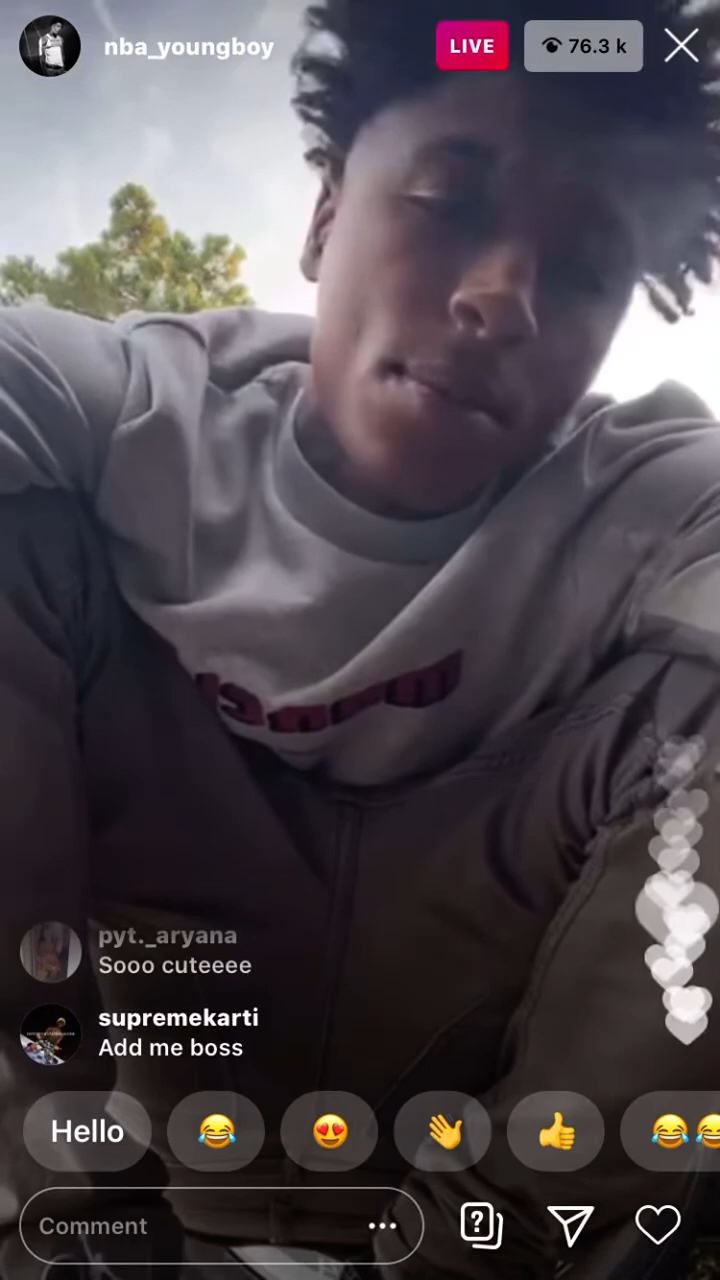 nba_youngboy
LIVE
76.3 k
pyt._aryana
Sooo cuteeee
supremekarti
Add me boss
Hello
Comment